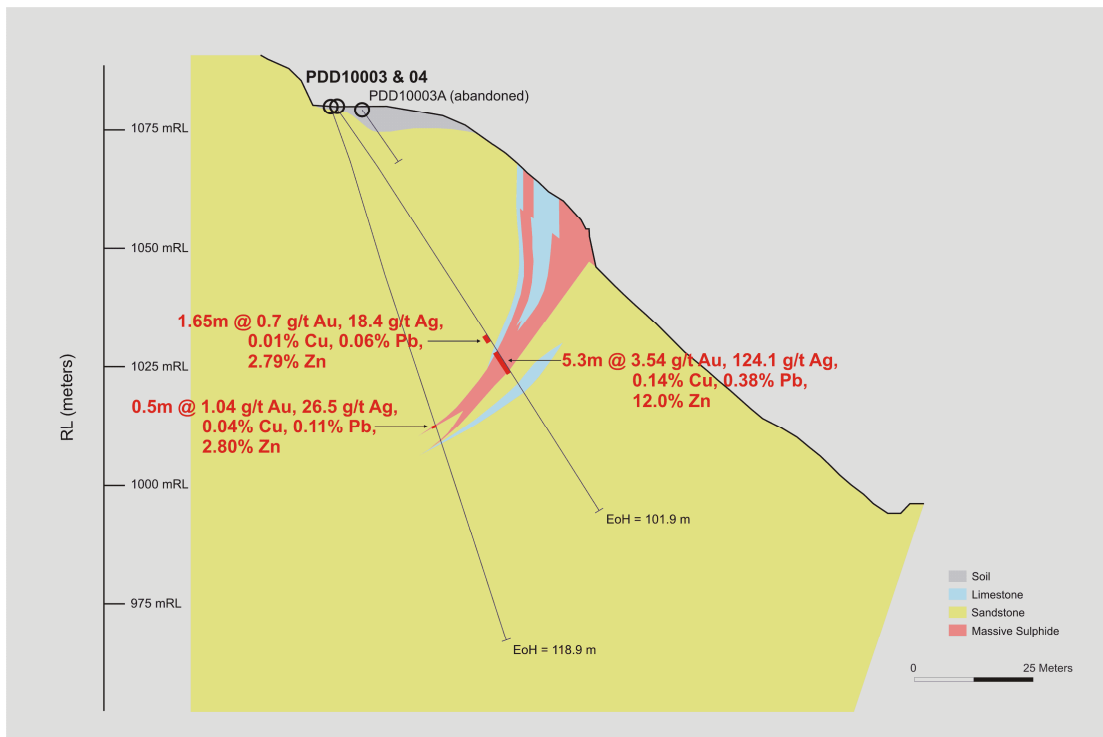 PDD10003 & 04
PDD10003A (abandoned)
1075 mRL
1050 mRL
1.65m @ 0.7 g/t Au, 18.4 g/t Ag,
0.01% Cu, 0.06% Pb,
2.79% Zn
5.3m @ 3.54 g/t Au, 124.1 g/t Ag,
0.14% Cu, 0.38% Pb,
12.0% Zn
1025 mRL
RL (meters)
0.5m @ 1.04 g/t Au, 26.5 g/t Ag,
0.04% Cu, 0.11% Pb,
2.80% Zn
1000 mRL
EoH = 101.9 m
975 mRL
EoH = 118.9 m
Soil
Limestone
Sandstone
Massive Sulphide
0 25 Meters